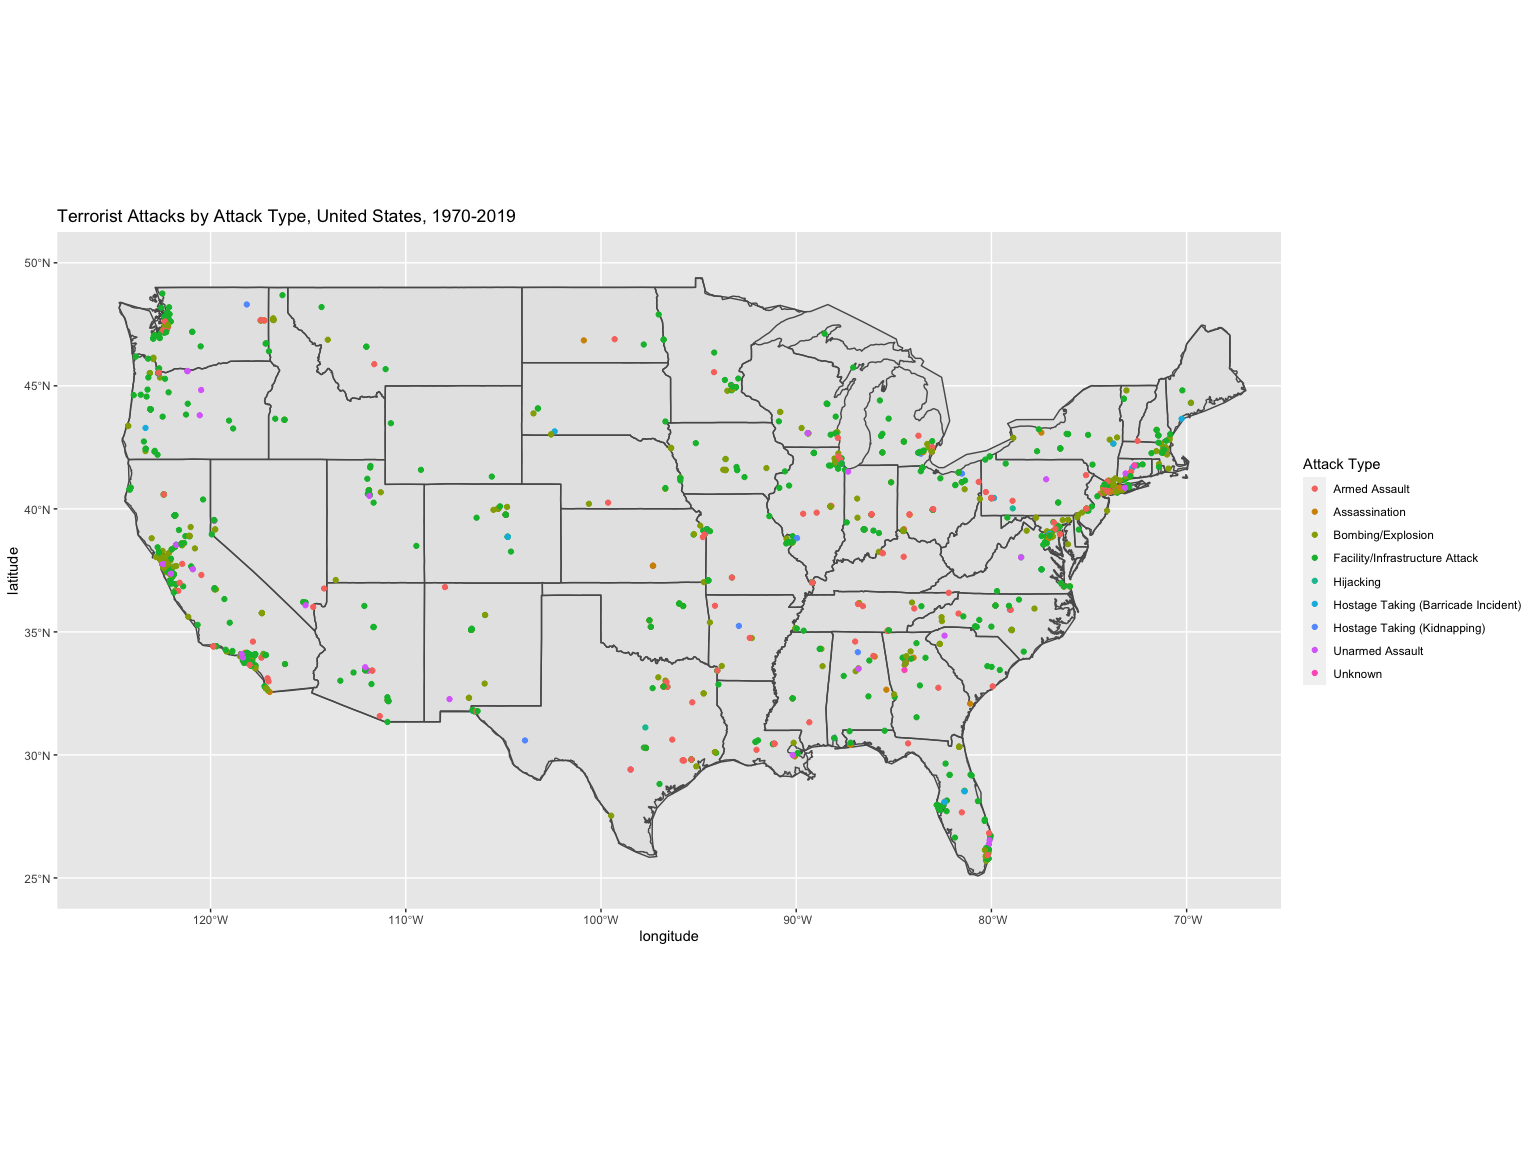 Terrorist Attacks by Attack Type, United States, 1970-2019
50°N
45°N
40°N
35°N
30°N
25°N
latitude
120°W 110°W 100°W 90°W 80°W 70°W
longitude
Attack Type
Armed Assault
Assassination
Bombing/Explosion
Facility/Infrastructure Attack
Hijacking
Hostage Taking (Barricade Incident)
Hostage Taking (Kidnapping)
Unarmed Assault
Unknown